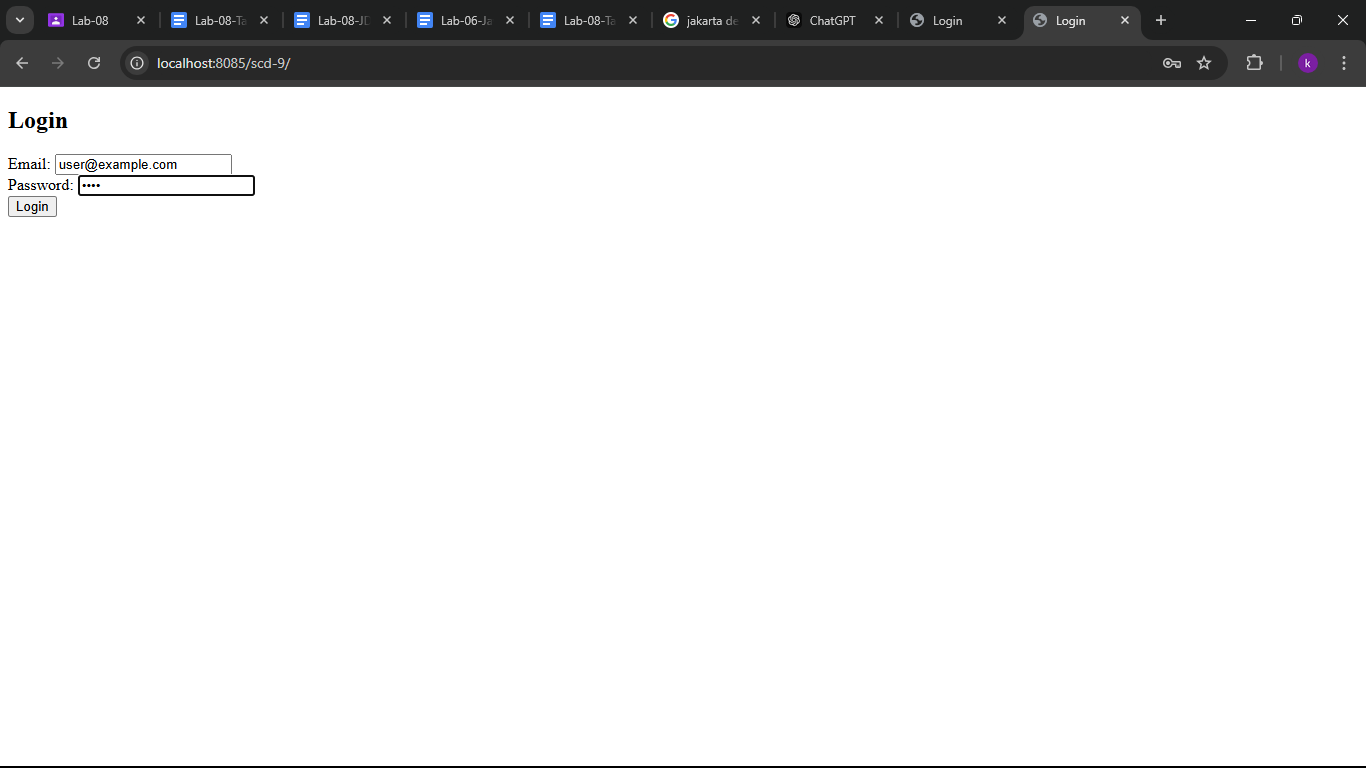 Lab-08
Lab-08-Ta
Lab-08-JD
Lab-06-Ja
Lab-08-Ta
jakarta de
ChatGPT
Login
Login
localhost:8085/scd-9/
k
Login
Email: user@example.com
Password: ••••
Login